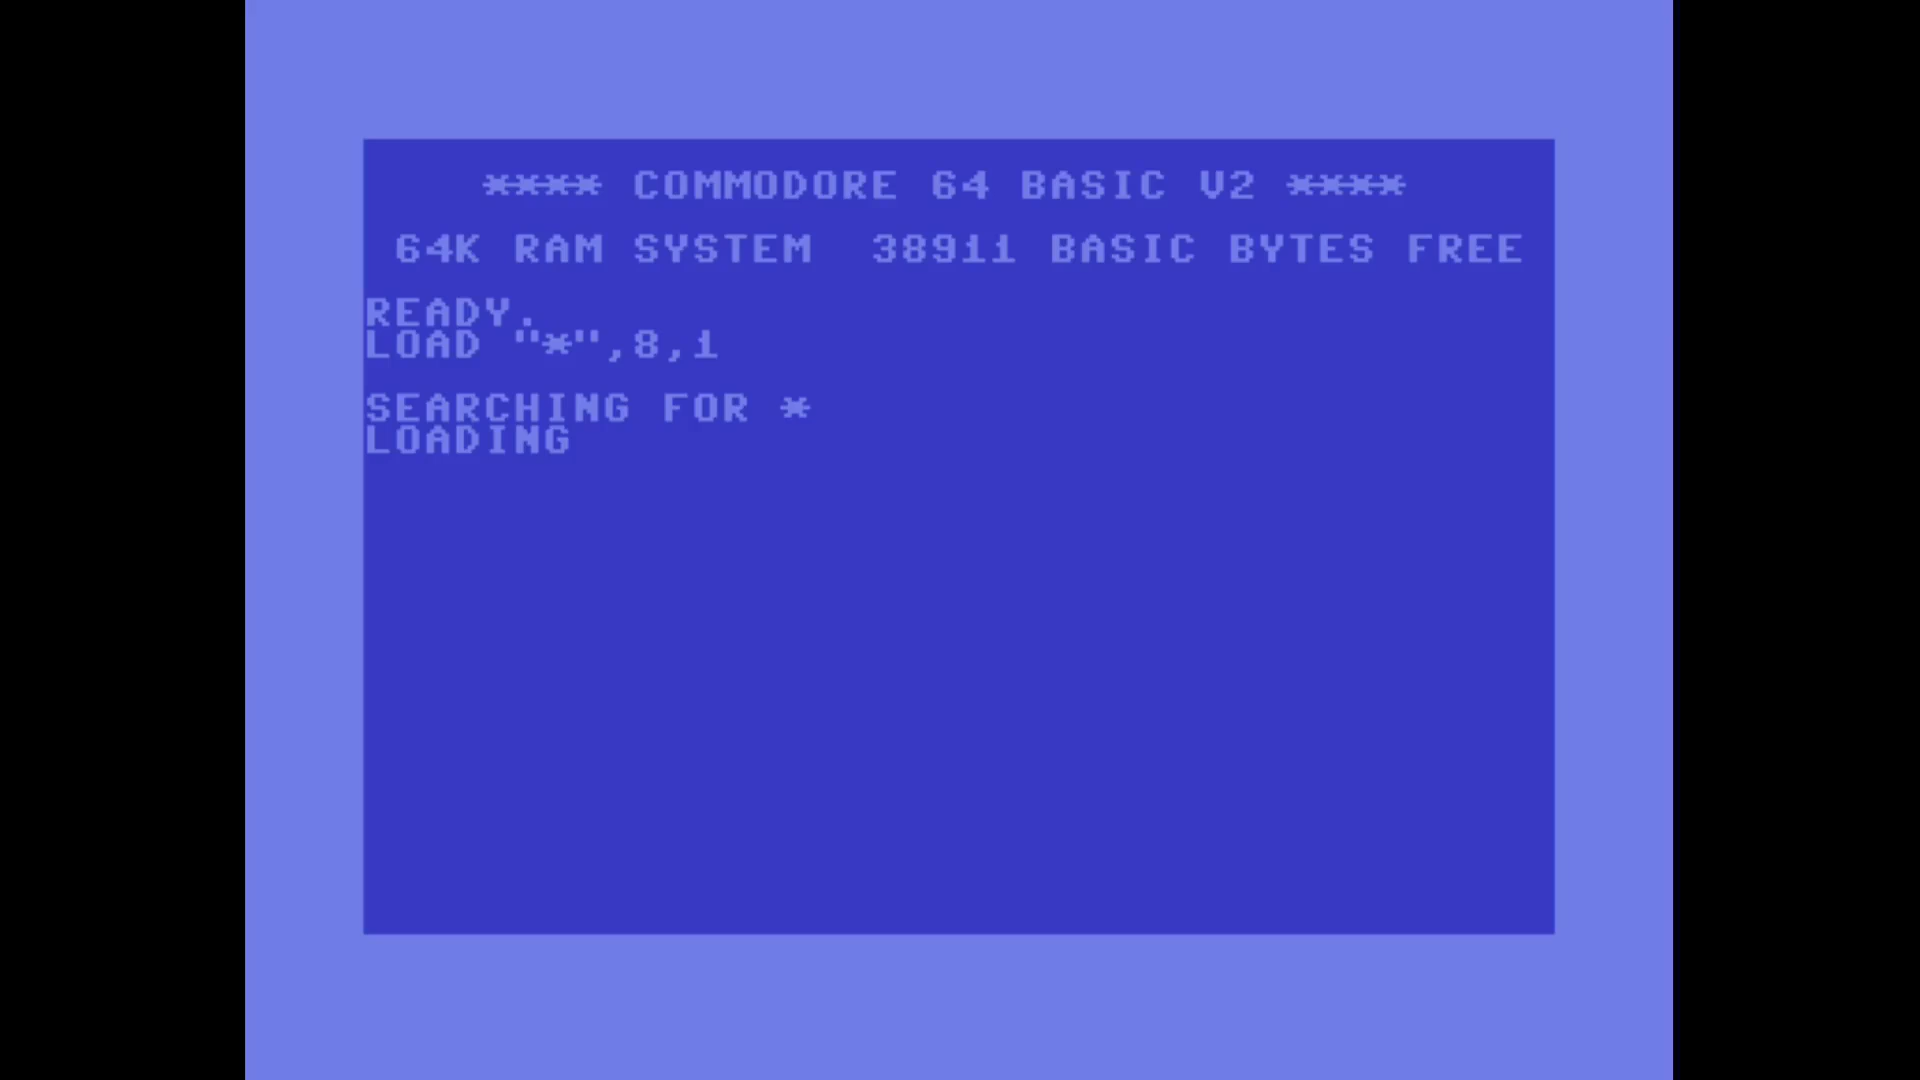 **** COMMODORE 64 BASIC V2 ****
64K RAM SYSTEM  38911 BASIC BYTES FREE
READY.
LOAD "*",8,1
SEARCHING FOR *
LOADING